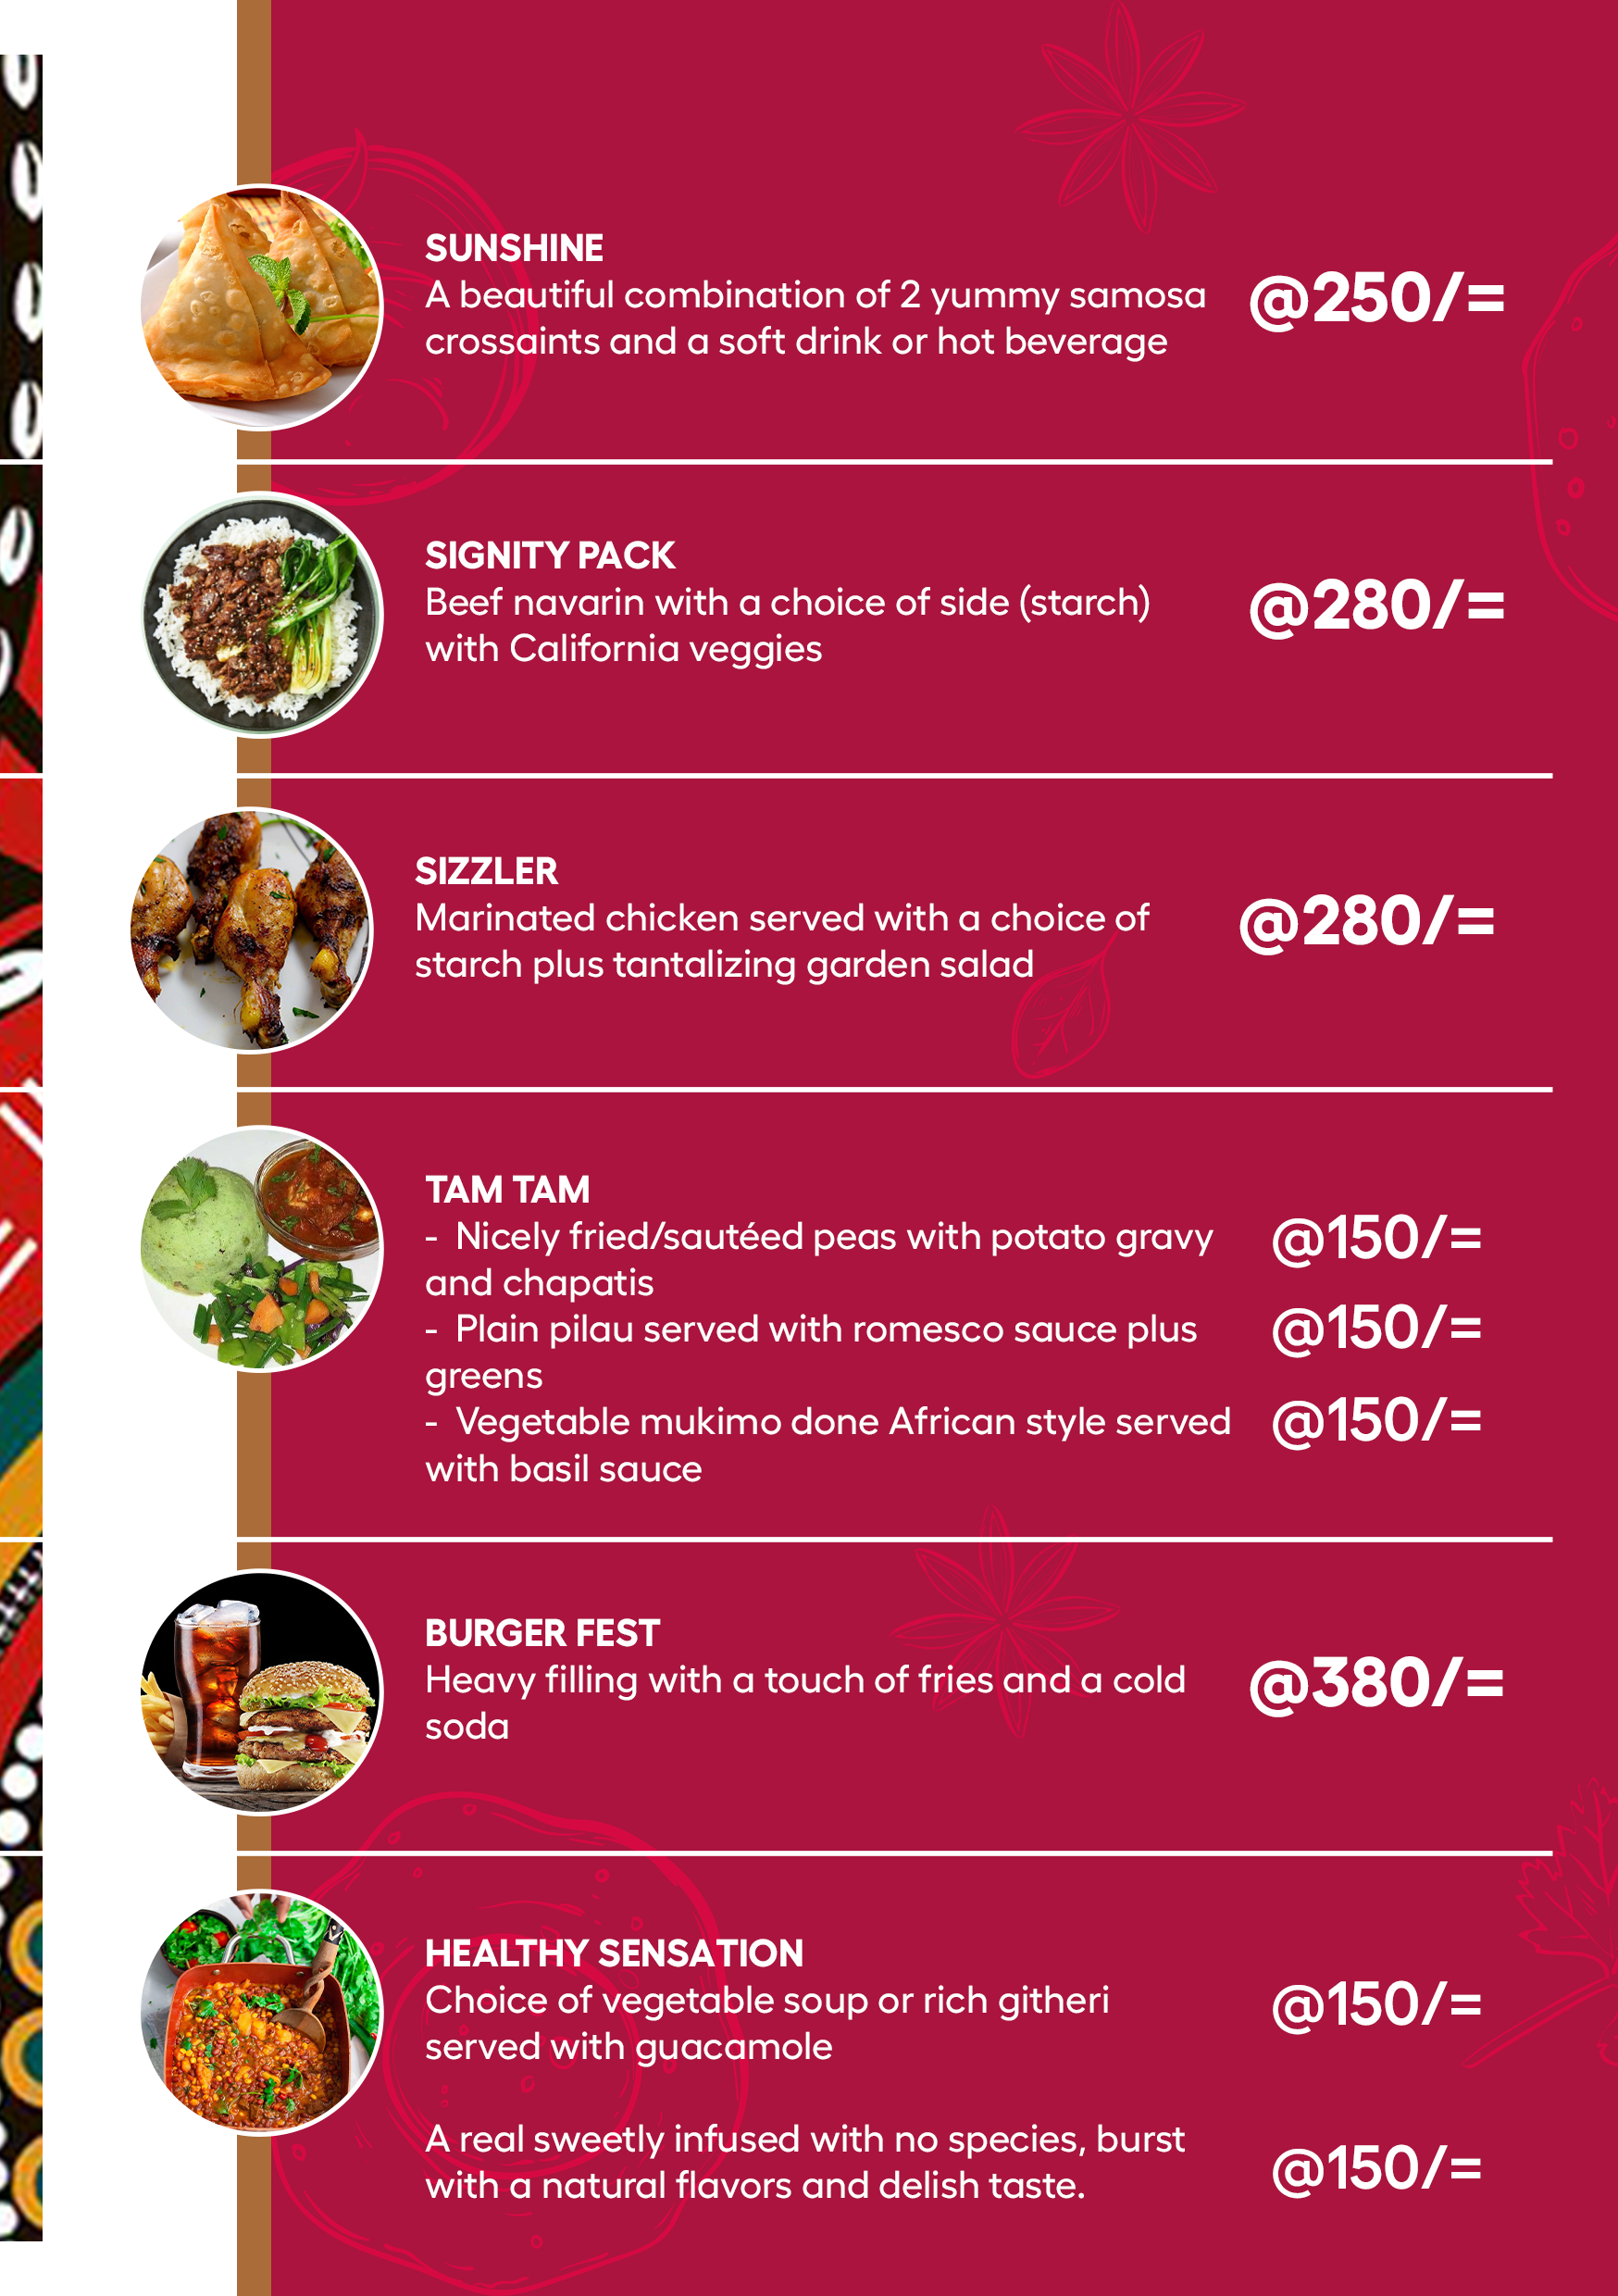 SUNSHINE
A beautiful combination of 2 yummy samosa
crossaints and a soft drink or hot beverage
@250/=
SIGNITY PACK
Beef navarin with a choice of side (starch)
with California veggies
@280/=
SIZZLER
Marinated chicken served with a choice of
starch plus tantalizing garden salad
@280/=
TAM TAM
- Nicely fried/sautéed peas with potato gravy
and chapatis
@150/=
- Plain pilau served with romesco sauce plus
greens
@150/=
- Vegetable mukimo done African style served
with basil sauce
@150/=
BURGER FEST
Heavy filling with a touch of fries and a cold
soda
@380/=
HEALTHY SENSATION
Choice of vegetable soup or rich githeri
served with guacamole
@150/=
A real sweetly infused with no species, burst
with a natural flavors and delish taste.
@150/=